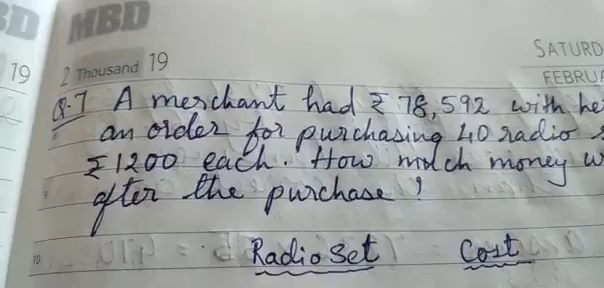 MBD
19
2 Thousand 19
SATURD
FEBRU
Q.7 A merchant had ₹ 78,592 with he
an order for purchasing 40 radio
₹1200 each. How much money w
after the purchase!
10
Radio Set Cost